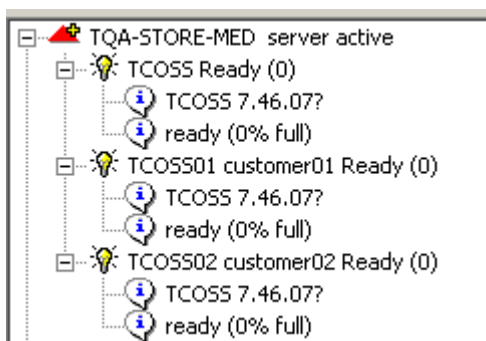 TQA-STORE-MED server active
TCOSS Ready (0)
TCOSS 7.46.07?
ready (0% full)
TCOSS01 customer01 Ready (0)
TCOSS 7.46.07?
ready (0% full)
TCOSS02 customer02 Ready (0)
TCOSS 7.46.07?
ready (0% full)